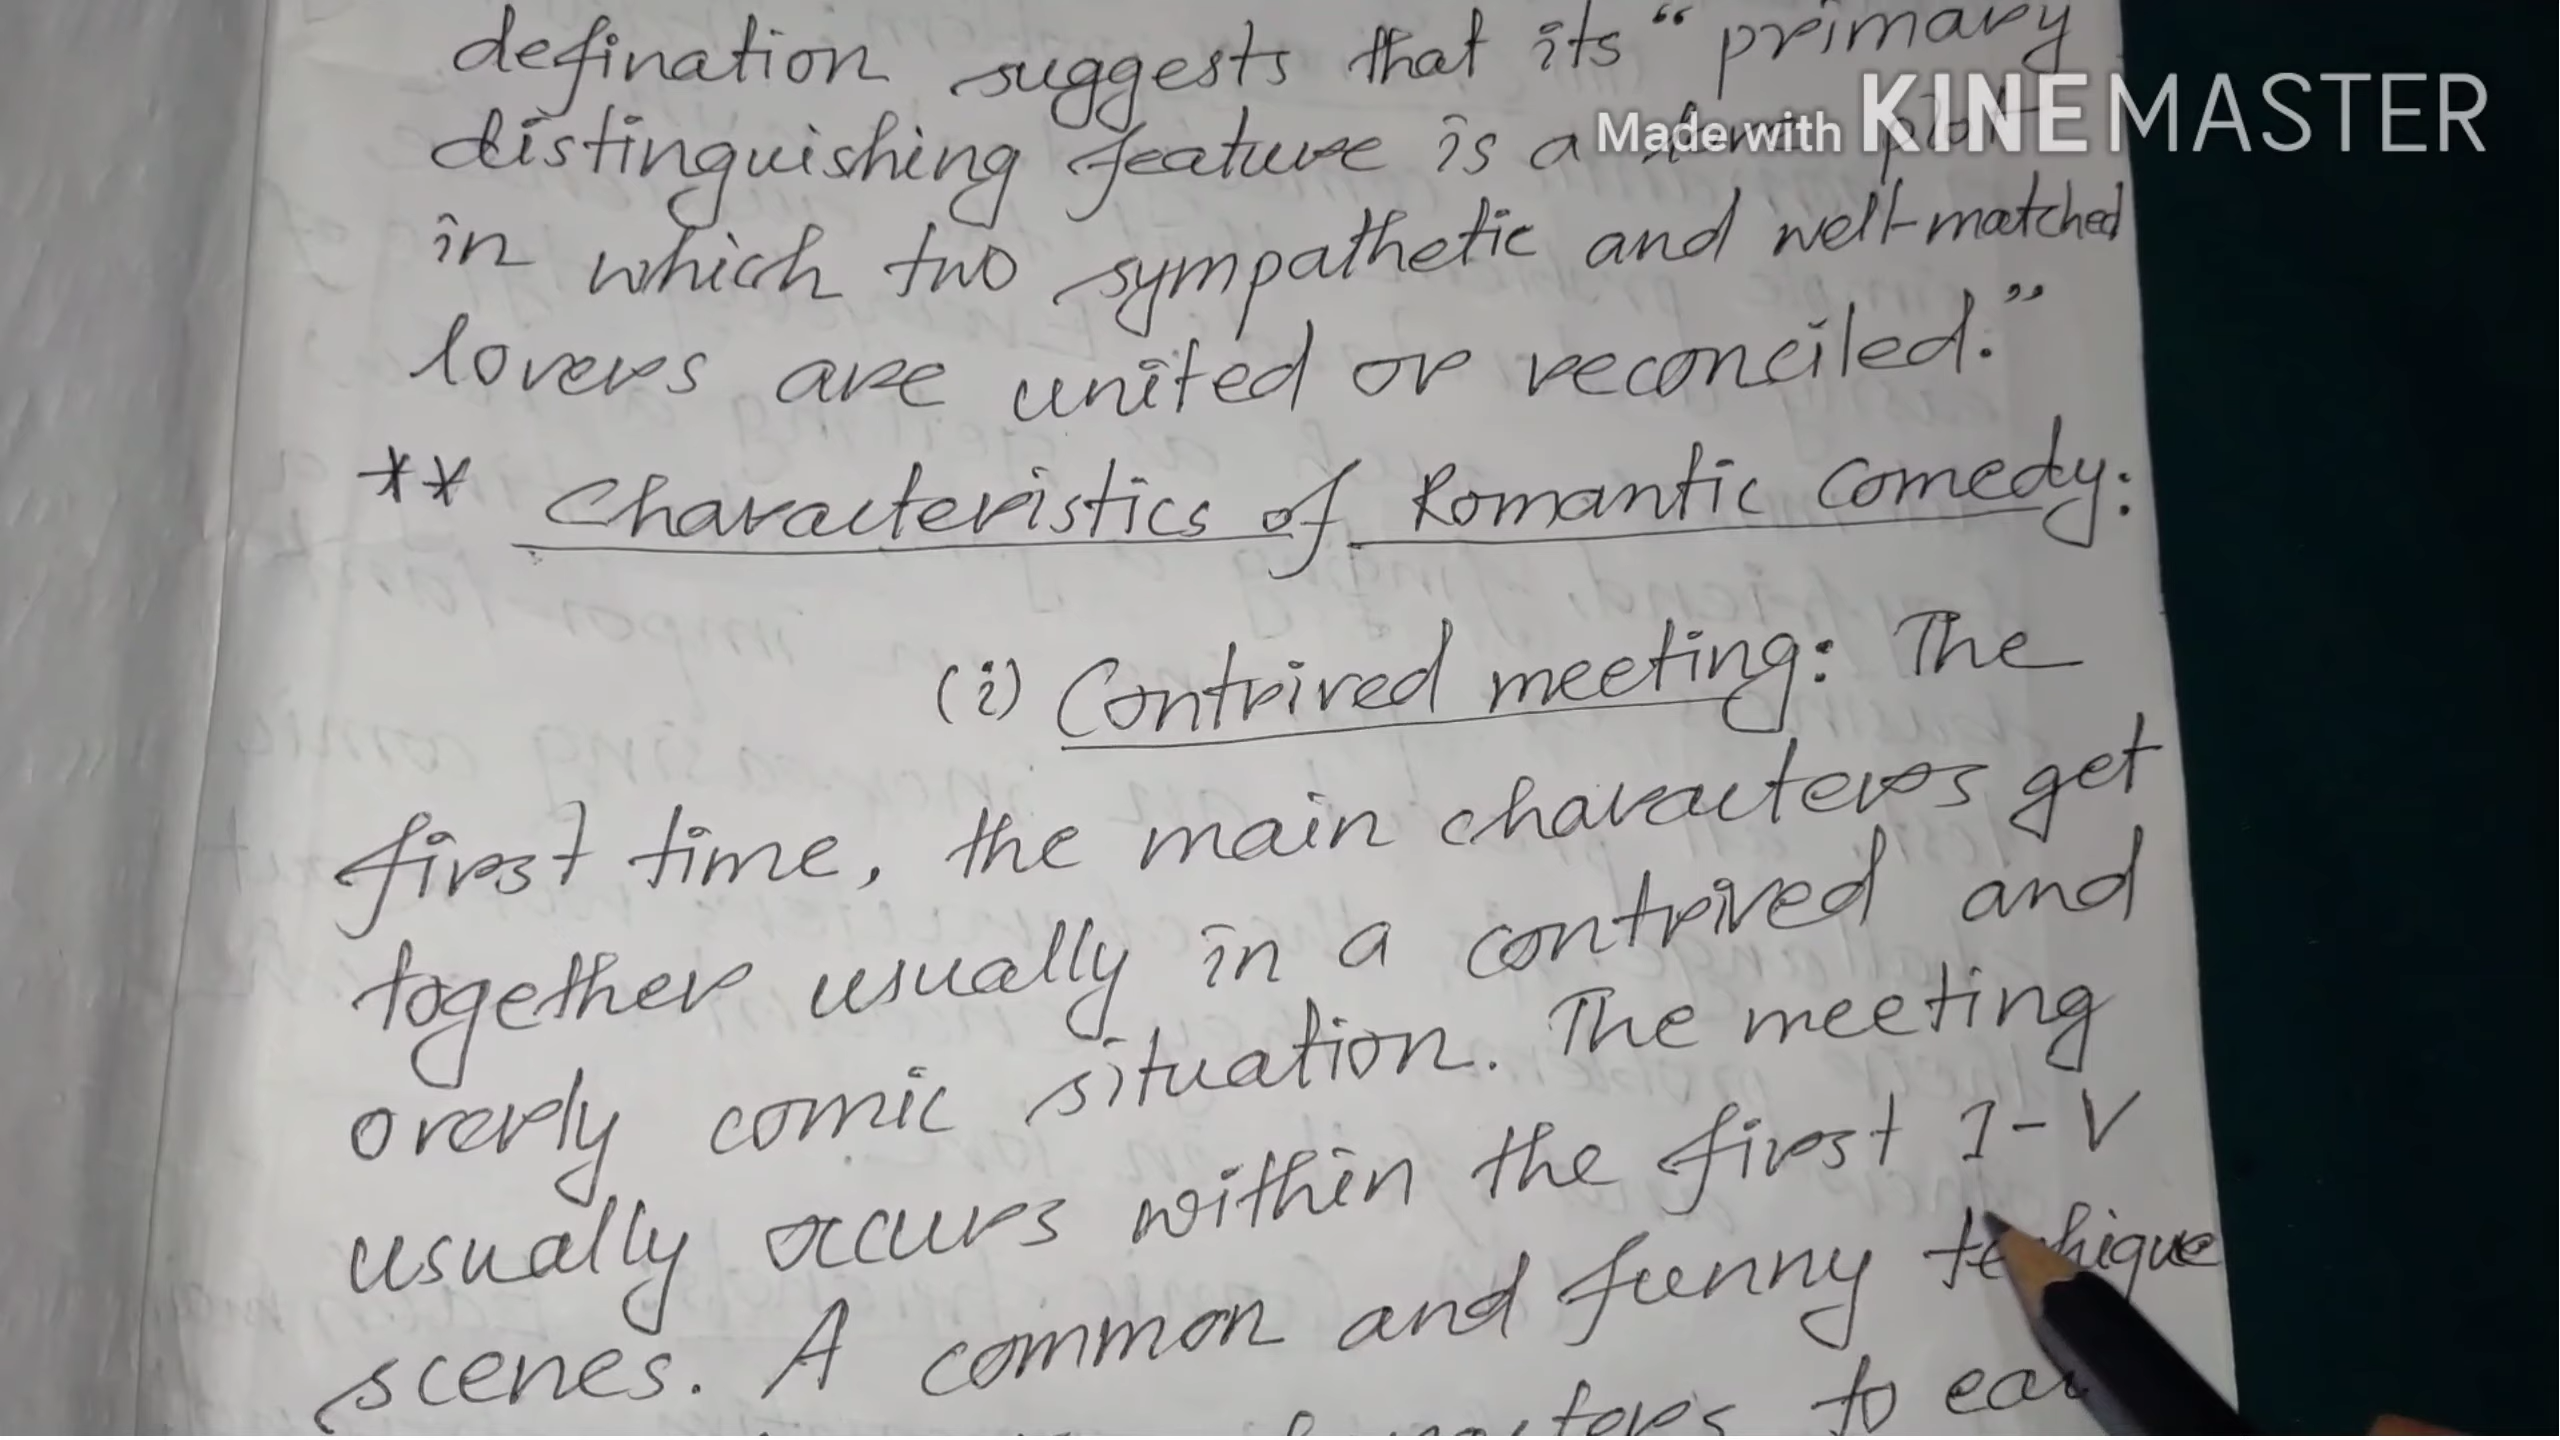 defination suggests that its "primary
Made with KINEMASTER
distinguishing feature is a plot
in which two sympathetic and well-matched
lovers are united or reconciled."
** Characteristics of Romantic Comedy:
(i) Contrived meeting: The
first time, the main characters get
together usually in a contrived and
overly comic situation. The meeting
usually occurs within the first I-V
scenes. A common and funny
to